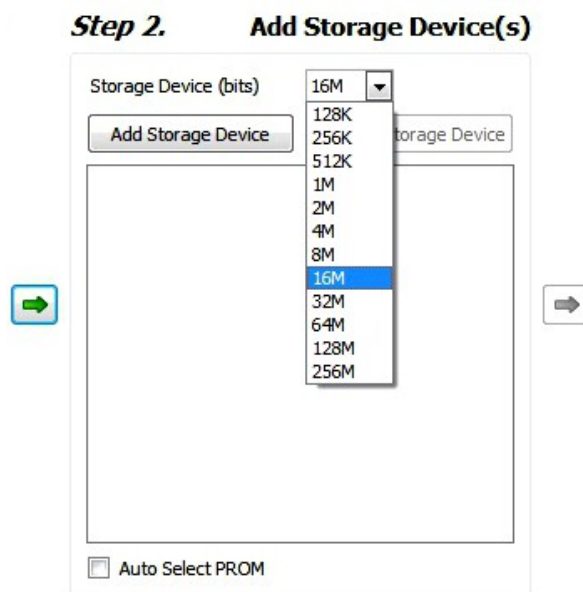 Step 2. Add Storage Device(s)
Storage Device (bits) 16M
128K
Add Storage Device 256K torage Device
512K
1M
2M
4M
8M
16M
32M
64M
128M
256M
Auto Select PROM